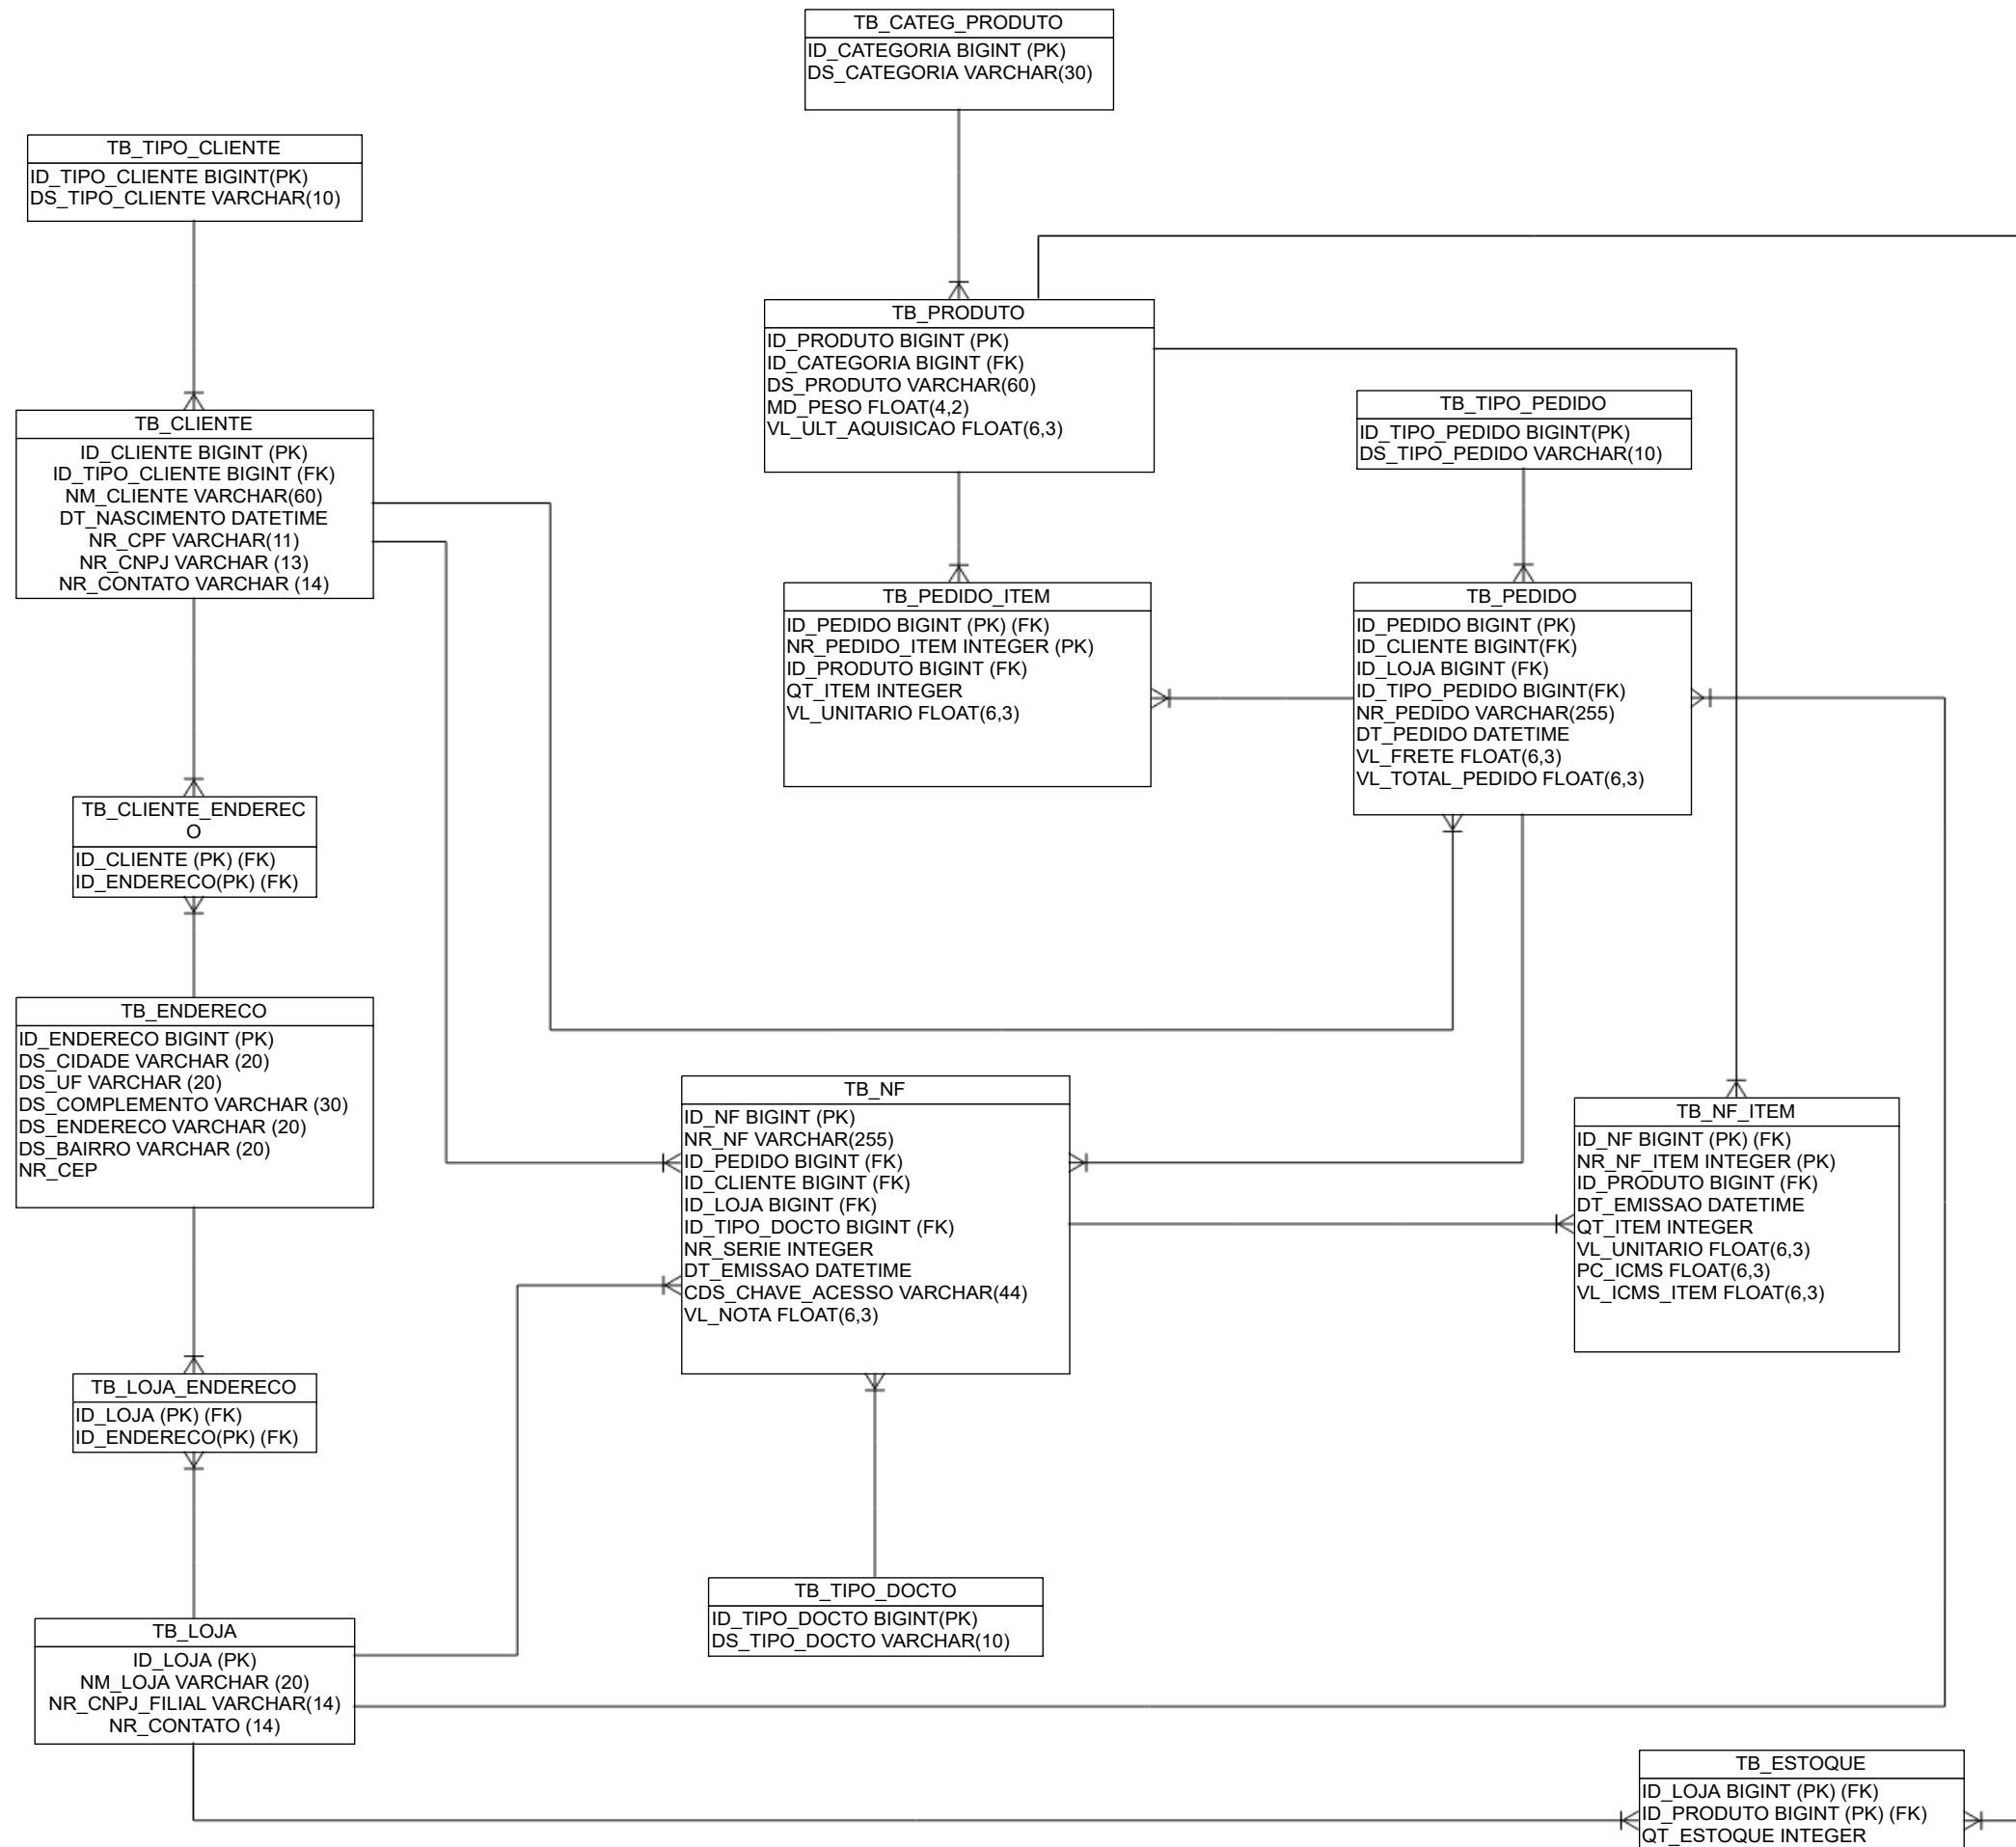 TB_CATEG_PRODUTO
ID_CATEGORIA BIGINT (PK)
DS_CATEGORIA VARCHAR(30)
TB_TIPO_CLIENTE
ID_TIPO_CLIENTE BIGINT(PK)
DS_TIPO_CLIENTE VARCHAR(10)
TB_PRODUTO
ID_PRODUTO BIGINT (PK)
ID_CATEGORIA BIGINT (FK)
DS_PRODUTO VARCHAR(60)
MD_PESO FLOAT(4,2)
VL_ULT_AQUISICAO FLOAT(6,3)
TB_TIPO_PEDIDO
ID_TIPO_PEDIDO BIGINT(PK)
DS_TIPO_PEDIDO VARCHAR(10)
TB_CLIENTE
ID_CLIENTE BIGINT (PK)
ID_TIPO_CLIENTE BIGINT (FK)
NM_CLIENTE VARCHAR(60)
DT_NASCIMENTO DATETIME
NR_CPF VARCHAR(11)
NR_CNPJ VARCHAR (13)
NR_CONTATO VARCHAR (14)
TB_PEDIDO_ITEM
ID_PEDIDO BIGINT (PK) (FK)
NR_PEDIDO_ITEM INTEGER (PK)
ID_PRODUTO BIGINT (FK)
QT_ITEM INTEGER
VL_UNITARIO FLOAT(6,3)
TB_PEDIDO
ID_PEDIDO BIGINT (PK)
ID_CLIENTE BIGINT(FK)
ID_LOJA BIGINT (FK)
ID_TIPO_PEDIDO BIGINT(FK)
NR_PEDIDO VARCHAR(255)
DT_PEDIDO DATETIME
VL_FRETE FLOAT(6,3)
VL_TOTAL_PEDIDO FLOAT(6,3)
TB_CLIENTE_ENDEREC
O
ID_CLIENTE (PK) (FK)
ID_ENDERECO(PK) (FK)
TB_ENDERECO
ID_ENDERECO BIGINT (PK)
DS_CIDADE VARCHAR (20)
DS_UF VARCHAR (20)
DS_COMPLEMENTO VARCHAR (30)
DS_ENDERECO VARCHAR (20)
DS_BAIRRO VARCHAR (20)
NR_CEP
TB_NF
ID_NF BIGINT (PK)
NR_NF VARCHAR(255)
ID_PEDIDO BIGINT (FK)
ID_CLIENTE BIGINT (FK)
ID_LOJA BIGINT (FK)
ID_TIPO_DOCTO BIGINT (FK)
NR_SERIE INTEGER
DT_EMISSAO DATETIME
CDS_CHAVE_ACESSO VARCHAR(44)
VL_NOTA FLOAT(6,3)
TB_NF_ITEM
ID_NF BIGINT (PK) (FK)
NR_NF_ITEM INTEGER (PK)
ID_PRODUTO BIGINT (FK)
DT_EMISSAO DATETIME
QT_ITEM INTEGER
VL_UNITARIO FLOAT(6,3)
PC_ICMS FLOAT(6,3)
VL_ICMS_ITEM FLOAT(6,3)
TB_LOJA_ENDERECO
ID_LOJA (PK) (FK)
ID_ENDERECO(PK) (FK)
TB_TIPO_DOCTO
ID_TIPO_DOCTO BIGINT(PK)
DS_TIPO_DOCTO VARCHAR(10)
TB_LOJA
ID_LOJA (PK)
NM_LOJA VARCHAR (20)
NR_CNPJ_FILIAL VARCHAR(14)
NR_CONTATO (14)
TB_ESTOQUE
ID_LOJA BIGINT (PK) (FK)
ID_PRODUTO BIGINT (PK) (FK)
QT_ESTOQUE INTEGER